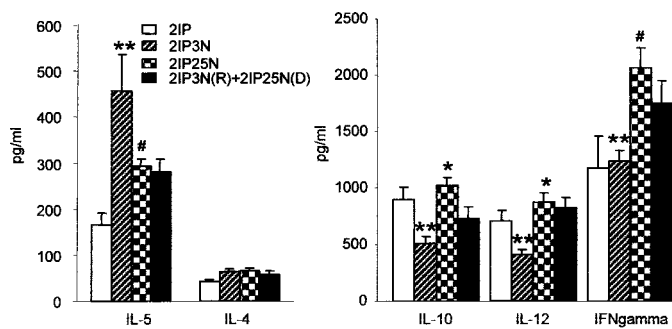 2IP
2IP3N
2IP25N
2IP3N(R)+2IP25N(D)
pg/ml
600
500
400
300
200
100
0
**
#
IL-5
IL-4
pg/ml
2500
2000
1500
1000
500
0
**
*
**
*
**
#
IL-10
IL-12
IFNgamma